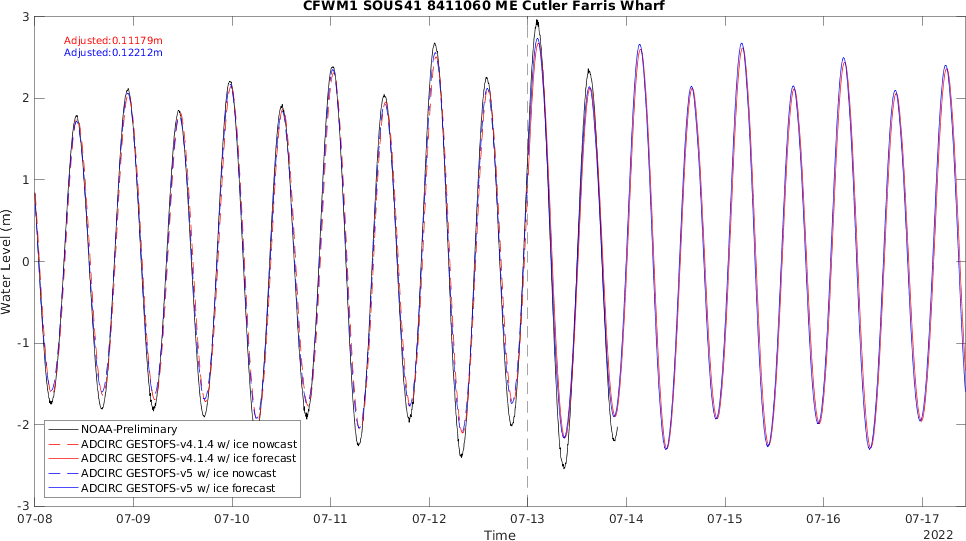 CFWM1 SOUS41 8411060 ME Cutler Farris Wharf
3
Adjusted:0.11179m
Adjusted:0.12212m
2
1
0
-1
-2
-3
Water Level (m)
NOAA-Preliminary
ADCIRC GESTOFS-v4.1.4 w/ ice nowcast
ADCIRC GESTOFS-v4.1.4 w/ ice forecast
ADCIRC GESTOFS-v5 w/ ice nowcast
ADCIRC GESTOFS-v5 w/ ice forecast
07-08 07-09 07-10 07-11 07-12 07-13 07-14 07-15 07-16 07-17
Time
2022